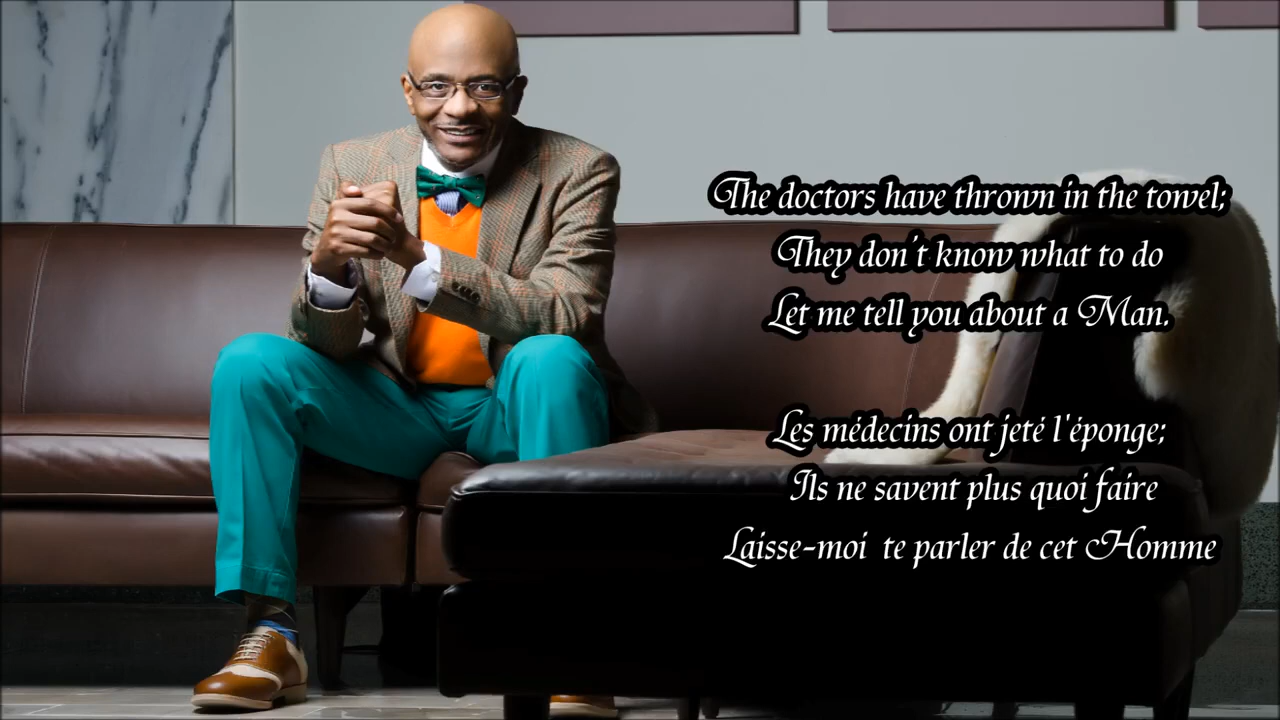 The doctors have thrown in the towel;
They don't know what to do
Let me tell you about a Man.
Les médecins ont jeté l'éponge;
Ils ne savent plus quoi faire
Laisse-moi te parler de cet Homme